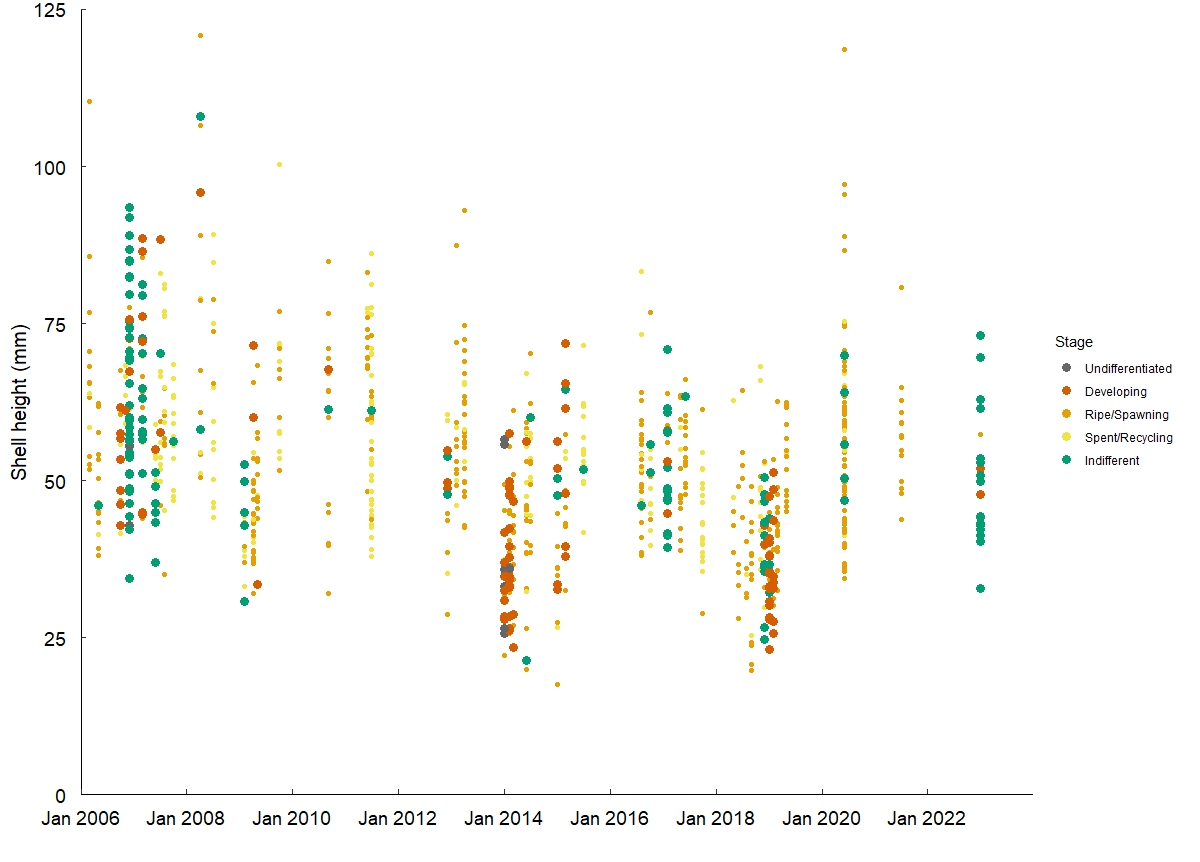 Shell height (mm)
125
100
75
50
25
0
Jan 2006 Jan 2008 Jan 2010 Jan 2012 Jan 2014 Jan 2016 Jan 2018 Jan 2020 Jan 2022
Stage
Undifferentiated
Developing
Ripe/Spawning
Spent/Recycling
Indifferent